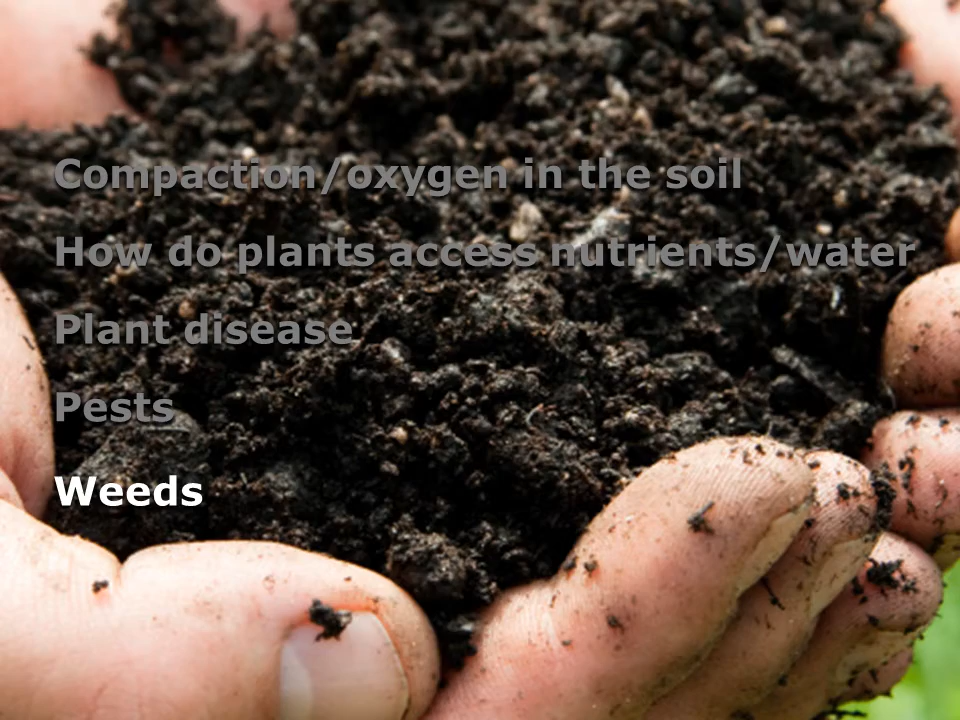 Compaction/oxygen in the soil
How do plants access nutrients/water
Plant disease
Pests
Weeds